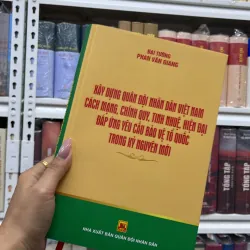 ĐẠI TƯỚNG
PHAN VĂN GIANG
XÂY DỰNG QUÂN ĐỘI NHÂN DÂN VIỆT NAM
CÁCH MẠNG, CHÍNH QUY, TINH NHUỆ, HIỆN ĐẠI
ĐÁP ỨNG YÊU CẦU BẢO VỆ TỔ QUỐC
TRONG KỶ NGUYÊN MỚI
NHÀ XUẤT BẢN QUÂN ĐỘI NHÂN DÂN